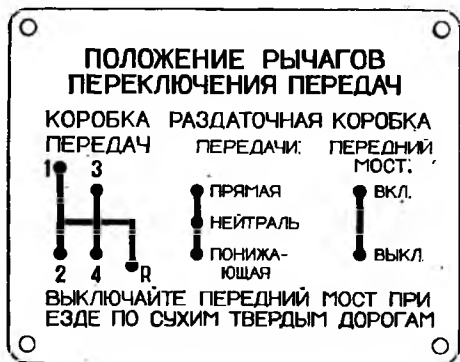 ПОЛОЖЕНИЕ РЫЧАГОВ
ПЕРЕКЛЮЧЕНИЯ ПЕРЕДАЧ
КОРОБКА РАЗДАТОЧНАЯ КОРОБКА
ПЕРЕДАЧ ПЕРЕДАЧИ: ПЕРЕДНИЙ
МОСТ:
1 3
ПРЯМАЯ ВКЛ.
НЕЙТРАЛЬ
ПОНИЖА-
ЮЩАЯ ВЫКЛ.
2 4 R
ВЫКЛЮЧАЙТЕ ПЕРЕДНИЙ МОСТ ПРИ
ЕЗДЕ ПО СУХИМ ТВЕРДЫМ ДОРОГАМ